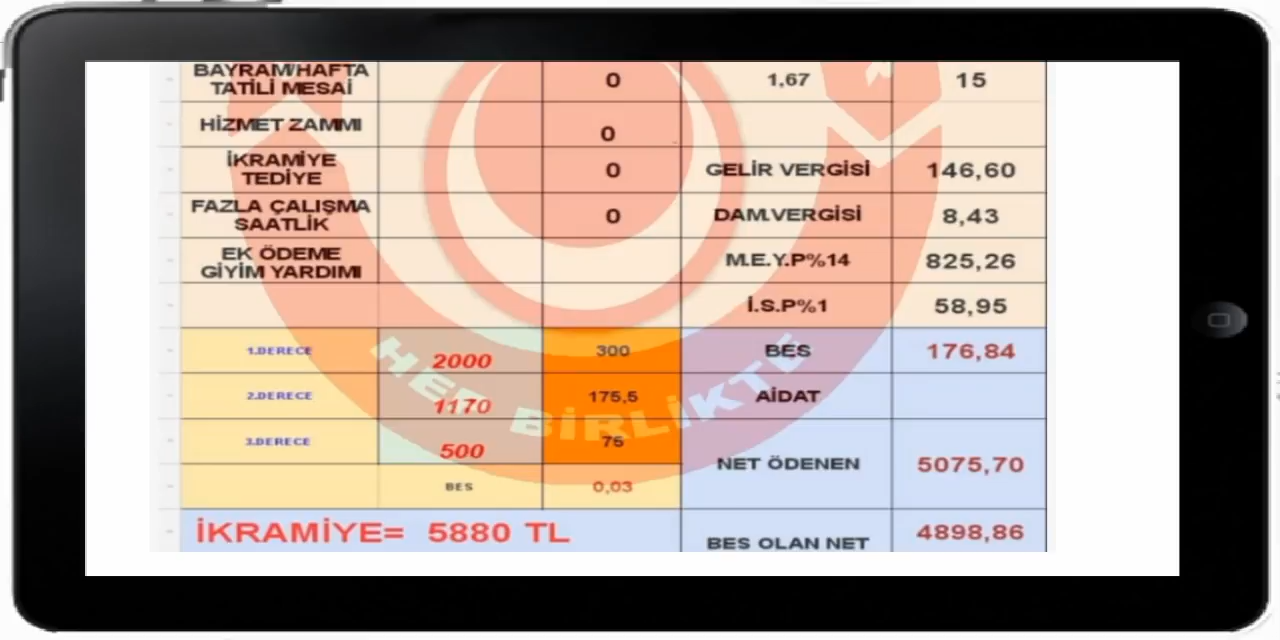 BAYRAM/HAFTA
TATİLİ MESAİ
0
1,67
15
HİZMET ZAMMI
0
İKRAMİYE
TEDİYE
0
GELİR VERGİSİ
146,60
FAZLA ÇALIŞMA
SAATLİK
0
DAM.VERGİSİ
8,43
EK ÖDEME
GİYİM YARDIMI
M.E.Y.P%14
825,26
İ.S.P%1
58,95
1.DERECE
2000
300
BES
176,84
2.DERECE
1170
175,5
AİDAT
3.DERECE
500
75
HEP BİRLİKTE
NET ÖDENEN
5075,70
BES
0,03
İKRAMİYE= 5880 TL
BES OLAN NET
4898,86